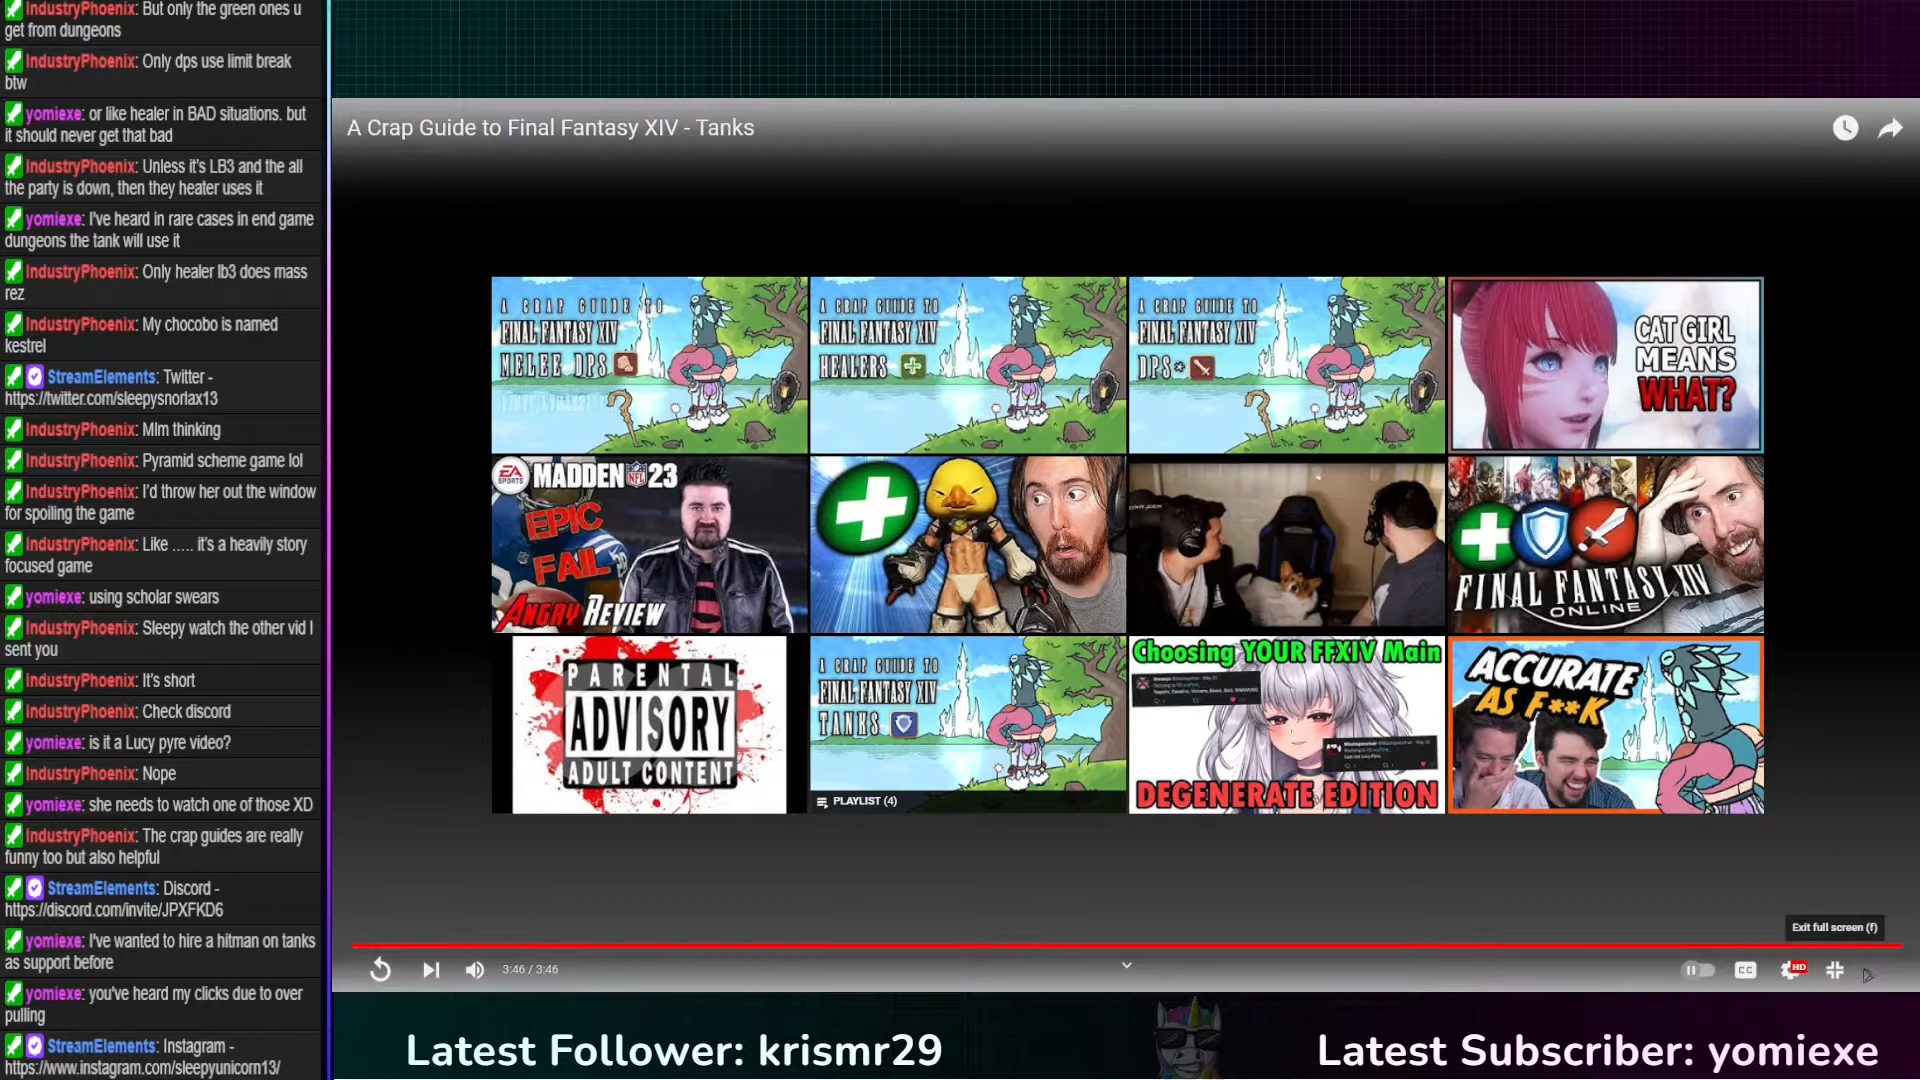 IndustryPhoenix: But only the green ones u
get from dungeons
IndustryPhoenix: Only dps use limit break
btw
yomiexe: or like healer in BAD situations. but
it should never get that bad
IndustryPhoenix: Unless it's LB3 and the all
the party is down, then they heater uses it
yomiexe: I've heard in rare cases in end game
dungeons the tank will use it
IndustryPhoenix: Only healer lb3 does mass
rez
IndustryPhoenix: My chocobo is named
kestrel
StreamElements: Twitter -
https://twitter.com/sleepysnorlax13
IndustryPhoenix: Mlm thinking
IndustryPhoenix: Pyramid scheme game lol
IndustryPhoenix: I'd throw her out the window
for spoiling the game
IndustryPhoenix: Like ..... it's a heavily story
focused game
yomiexe: using scholar swears
IndustryPhoenix: Sleepy watch the other vid I
sent you
IndustryPhoenix: It's short
IndustryPhoenix: Check discord
yomiexe: is it a Lucy pyre video?
IndustryPhoenix: Nope
yomiexe: she needs to watch one of those XD
IndustryPhoenix: The crap guides are really
funny too but also helpful
StreamElements: Discord -
https://discord.com/invite/JPXFKD6
yomiexe: I've wanted to hire a hitman on tanks
as support before
yomiexe: you've heard my clicks due to over
pulling
StreamElements: Instagram -
https://www.instagram.com/sleepyunicorn13/
A Crap Guide to Final Fantasy XIV - Tanks
A CRAP GUIDE TO
FINAL FANTASY XIV
MELEE DPS
A CRAP GUIDE TO
FINAL FANTASY XIV
HEALERS
A CRAP GUIDE TO
FINAL FANTASY XIV
DPS*
CAT GIRL
MEANS
WHAT?
EA
SPORTS
MADDEN NFL 23
EPIC
FAIL
ANGRY REVIEW
FINAL FANTASY XIV
ONLINE
PARENTAL
ADVISORY
ADULT CONTENT
A CRAP GUIDE TO
FINAL FANTASY XIV
TANKS
PLAYLIST (4)
Choosing YOUR FFXIV Main
DEGENERATE EDITION
ACCURATE
AS F**K
Exit full screen (f)
3:46 / 3:46
CC
HD
Latest Follower: krismr29
Latest Subscriber: yomiexe